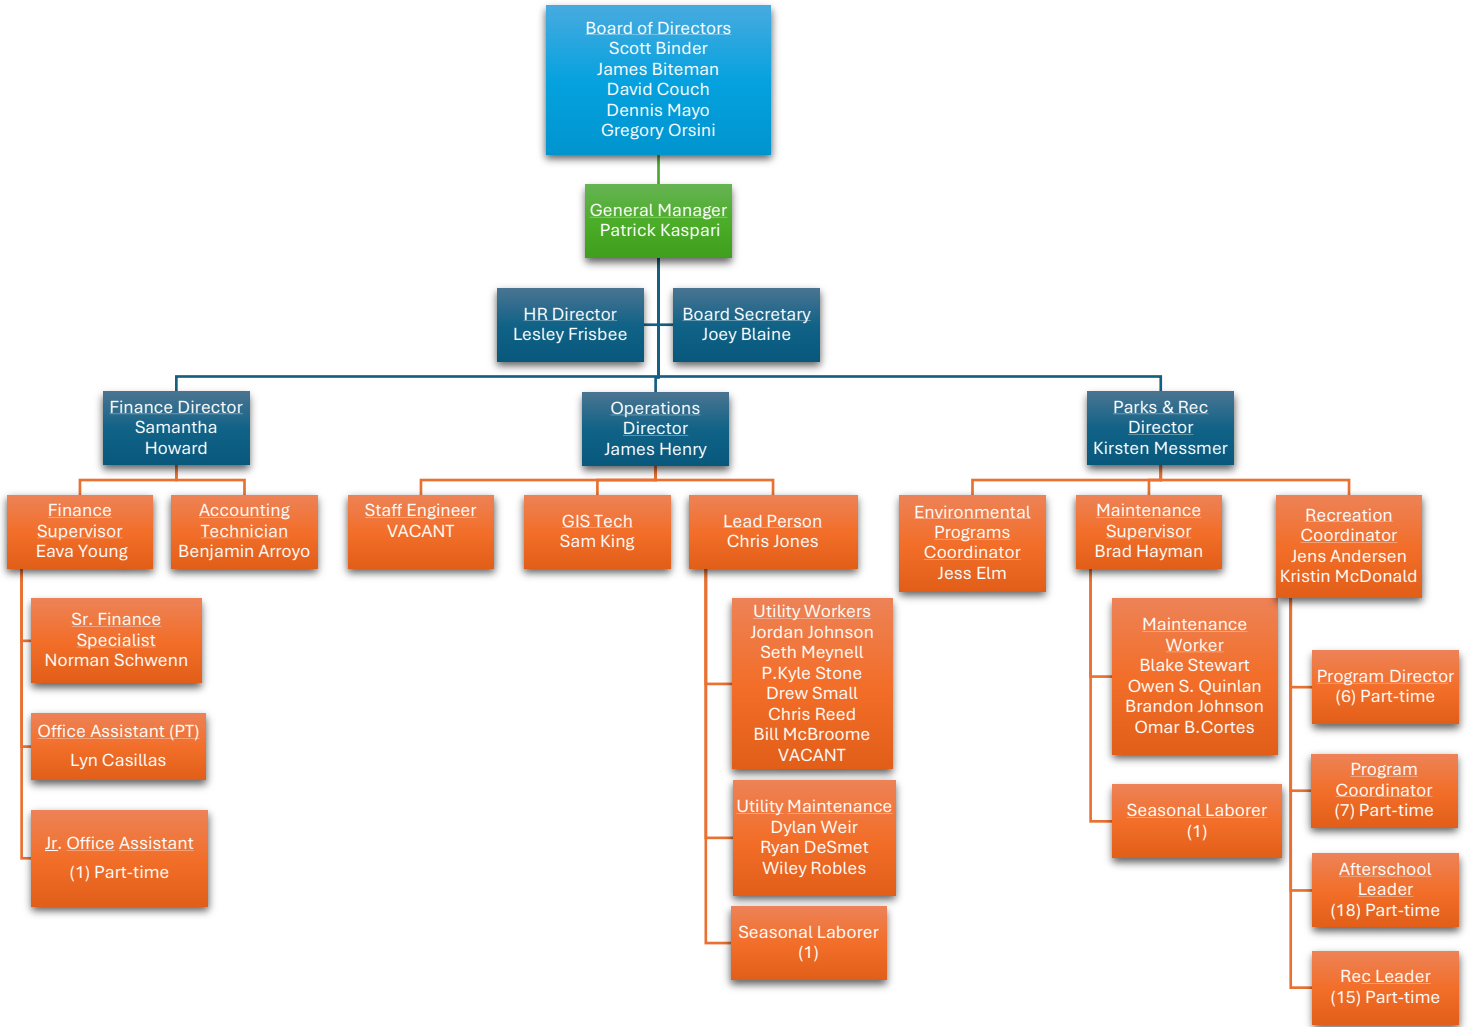 Board of Directors
Scott Binder
James Biteman
David Couch
Dennis Mayo
Gregory Orsini
General Manager
Patrick Kaspari
HR Director
Lesley Frisbee
Board Secretary
Joey Blaine
Finance Director
Samantha
Howard
Operations
Director
James Henry
Parks & Rec
Director
Kirsten Messmer
Finance
Supervisor
Eava Young
Accounting
Technician
Benjamin Arroyo
Staff Engineer
VACANT
GIS Tech
Sam King
Lead Person
Chris Jones
Environmental
Programs
Coordinator
Jess Elm
Maintenance
Supervisor
Brad Hayman
Recreation
Coordinator
Jens Andersen
Kristin McDonald
Sr. Finance
Specialist
Norman Schwenn
Office Assistant (PT)
Lyn Casillas
Jr. Office Assistant
(1) Part-time
Utility Workers
Jordan Johnson
Seth Meynell
P.Kyle Stone
Drew Small
Chris Reed
Bill McBroome
VACANT
Utility Maintenance
Dylan Weir
Ryan DeSmet
Wiley Robles
Seasonal Laborer
(1)
Maintenance
Worker
Blake Stewart
Owen S. Quinlan
Brandon Johnson
Omar B.Cortes
Seasonal Laborer
(1)
Program Director
(6) Part-time
Program
Coordinator
(7) Part-time
Afterschool
Leader
(18) Part-time
Rec Leader
(15) Part-time